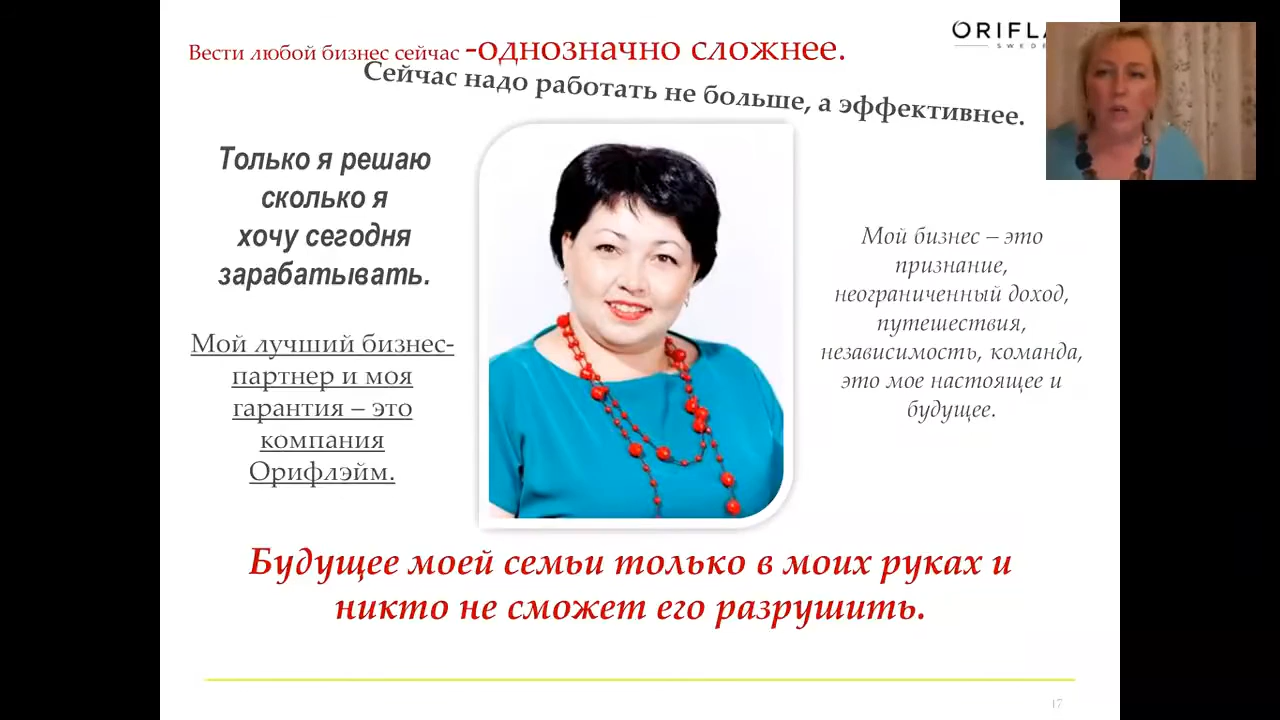 Вести любой бизнес сейчас -однозначно сложнее.
Сейчас надо работать не больше, а эффективнее.
Только я решаю
сколько я
хочу сегодня
зарабатывать.
Мой лучший бизнес-
партнер и моя
гарантия – это
компания
Орифлэйм.
Мой бизнес – это
признание,
неограниченный доход,
путешествия,
независимость, команда,
это мое настоящее и
будущее.
Будущее моей семьи только в моих руках и
никто не сможет его разрушить.
17